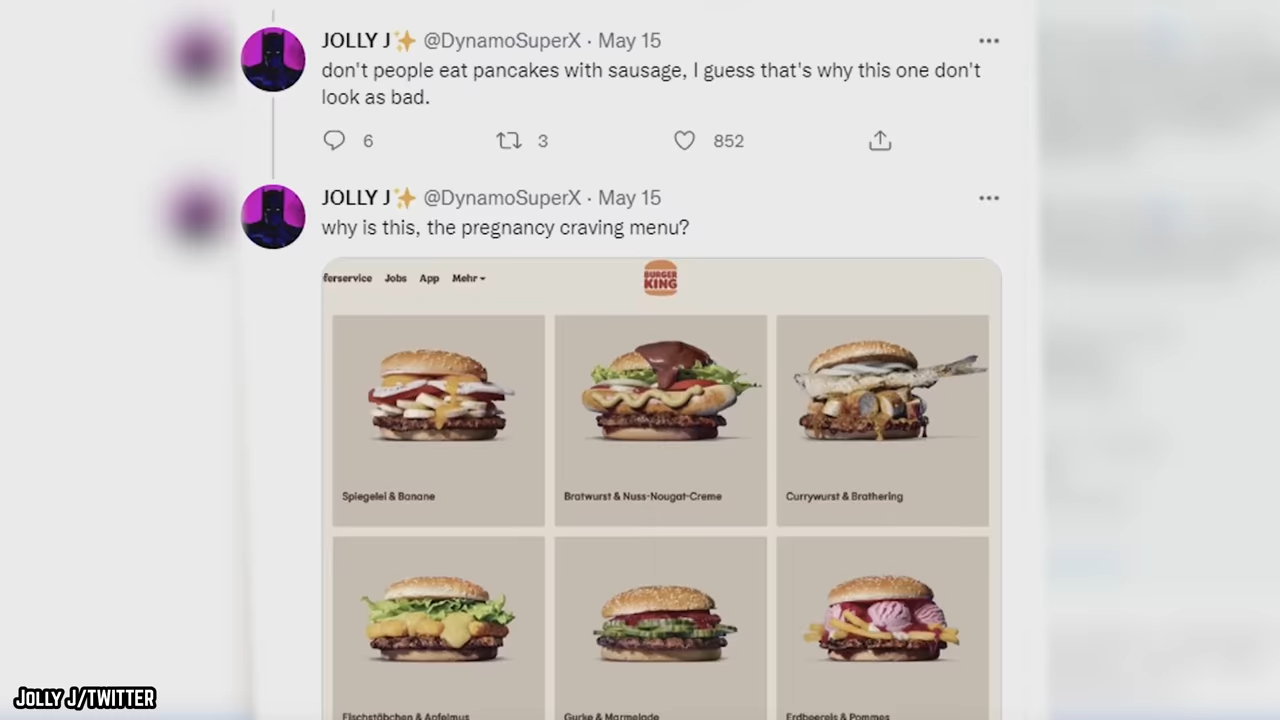 JOLLY J✨ @DynamoSuperX · May 15
don't people eat pancakes with sausage, I guess that's why this one don't
look as bad.
6 3 852
JOLLY J✨ @DynamoSuperX · May 15
why is this, the pregnancy craving menu?
ferservice Jobs App Mehr
BURGER
KING
Spiegelei & Banane
Bratwurst & Nuss-Nougat-Creme
Currywurst & Brathering
Fischstäbchen & Apfelmus
Gurke & Marmelade
Erdbeereis & Pommes
JOLLY J/TWITTER